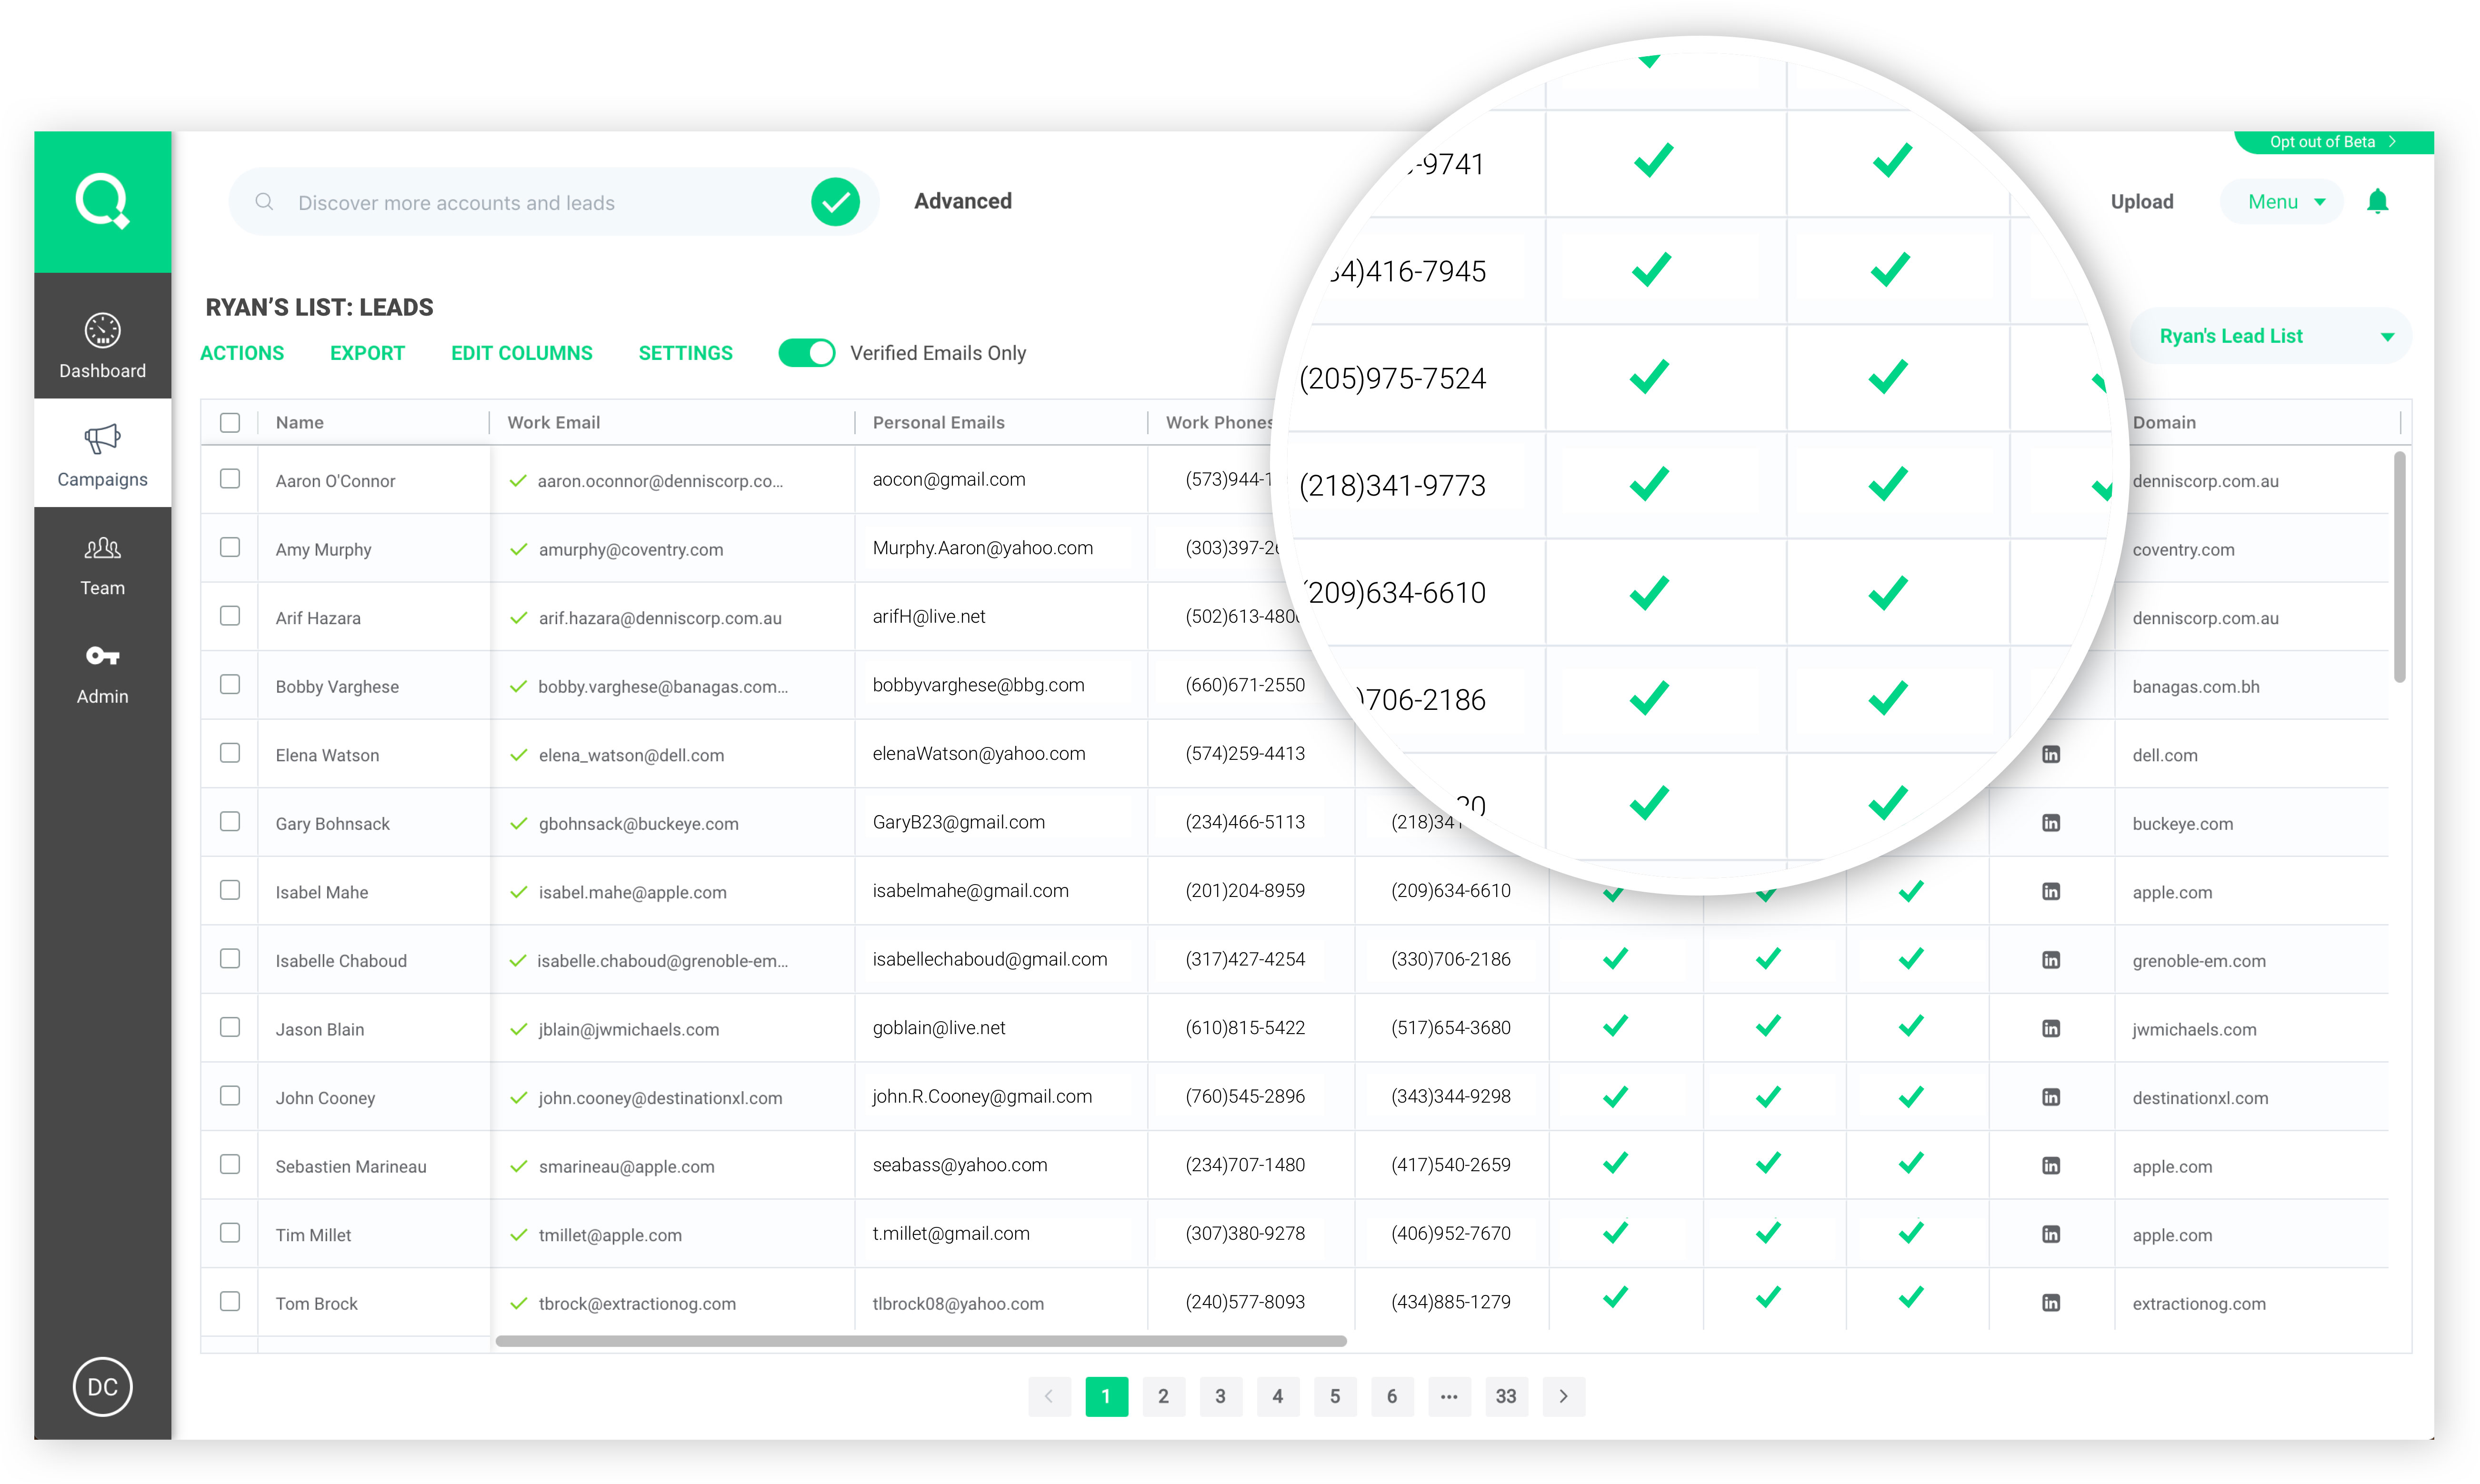 Opt out of Beta
Discover more accounts and leads
Advanced
Upload
Menu
RYAN'S LIST: LEADS
Ryan's Lead List
ACTIONS EXPORT EDIT COLUMNS SETTINGS Verified Emails Only
Dashboard
Campaigns
Team
Admin
DC
-9741
4)416-7945
(205)975-7524
(218)341-9773
(209)634-6610
)706-2186
Name Work Email Personal Emails Work Phones Domain
Aaron O'Connor aaron.oconnor@denniscorp.co... aocon@gmail.com (573)944-1 denniscorp.com.au
Amy Murphy amurphy@coventry.com Murphy.Aaron@yahoo.com (303)397-2 coventry.com
Arif Hazara arif.hazara@denniscorp.com.au arifH@live.net (502)613-480 denniscorp.com.au
Bobby Varghese bobby.varghese@banagas.com... bobbyvarghese@bbg.com (660)671-2550 banagas.com.bh
Elena Watson elena_watson@dell.com elenaWatson@yahoo.com (574)259-4413 in dell.com
Gary Bohnsack gbohnsack@buckeye.com GaryB23@gmail.com (234)466-5113 (218)34 in buckeye.com
Isabel Mahe isabel.mahe@apple.com isabelmahe@gmail.com (201)204-8959 (209)634-6610 in apple.com
Isabelle Chaboud isabelle.chaboud@grenoble-em... isabellechaboud@gmail.com (317)427-4254 (330)706-2186 in grenoble-em.com
Jason Blain jblain@jwmichaels.com goblain@live.net (610)815-5422 (517)654-3680 in jwmichaels.com
John Cooney john.cooney@destinationxl.com john.R.Cooney@gmail.com (760)545-2896 (343)344-9298 in destinationxl.com
Sebastien Marineau smarineau@apple.com seabass@yahoo.com (234)707-1480 (417)540-2659 in apple.com
Tim Millet tmillet@apple.com t.millet@gmail.com (307)380-9278 (406)952-7670 in apple.com
Tom Brock tbrock@extractionog.com tlbrock08@yahoo.com (240)577-8093 (434)885-1279 in extractionog.com
1 2 3 4 5 6 ... 33